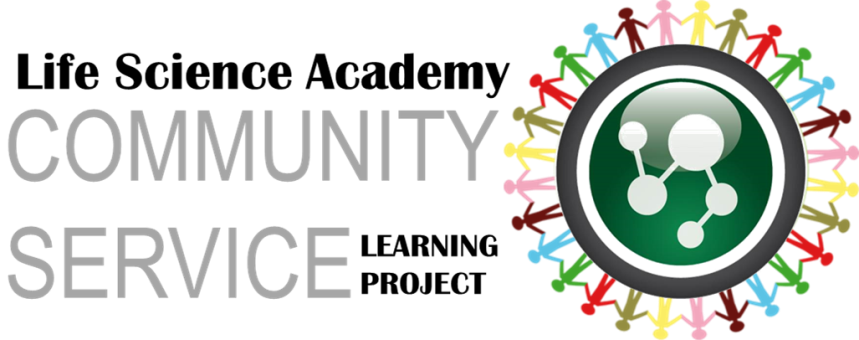 Life Science Academy
COMMUNITY
SERVICE
LEARNING
PROJECT